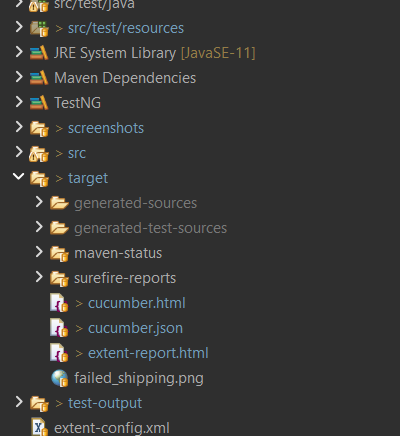 src/test/java
> src/test/resources
JRE System Library [JavaSE-11]
Maven Dependencies
TestNG
> screenshots
> src
> target
generated-sources
generated-test-sources
maven-status
surefire-reports
> cucumber.html
> cucumber.json
> extent-report.html
failed_shipping.png
> test-output
extent-config.xml